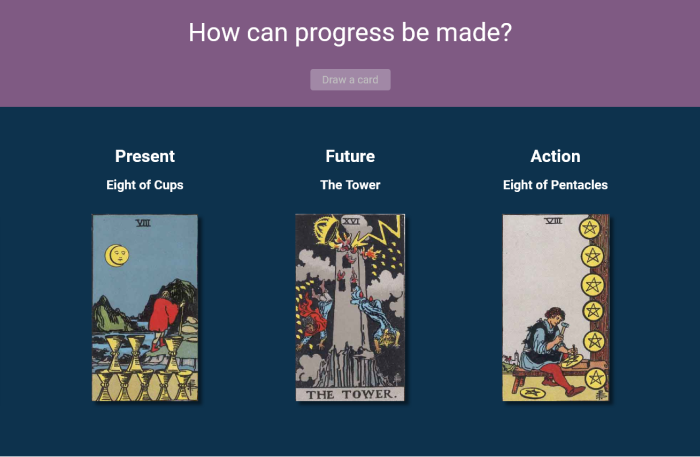 How can progress be made?
Draw a card
Present
Future
Action
Eight of Cups
The Tower
Eight of Pentacles
VIII
XVI
VIII
THE TOWER.